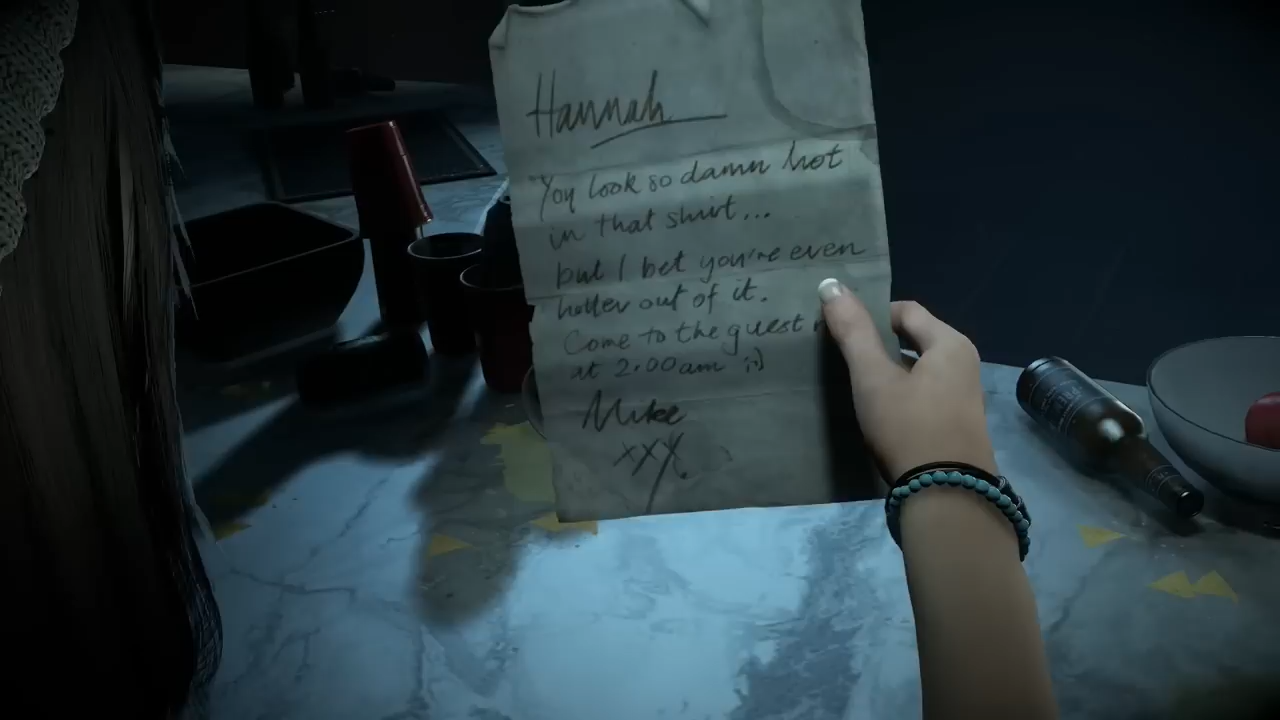 Hannah
You look so damn hot
in that shirt...
but I bet you're even
hotter out of it.
Come to the guest
at 2.00am ;)
Mike
xxx